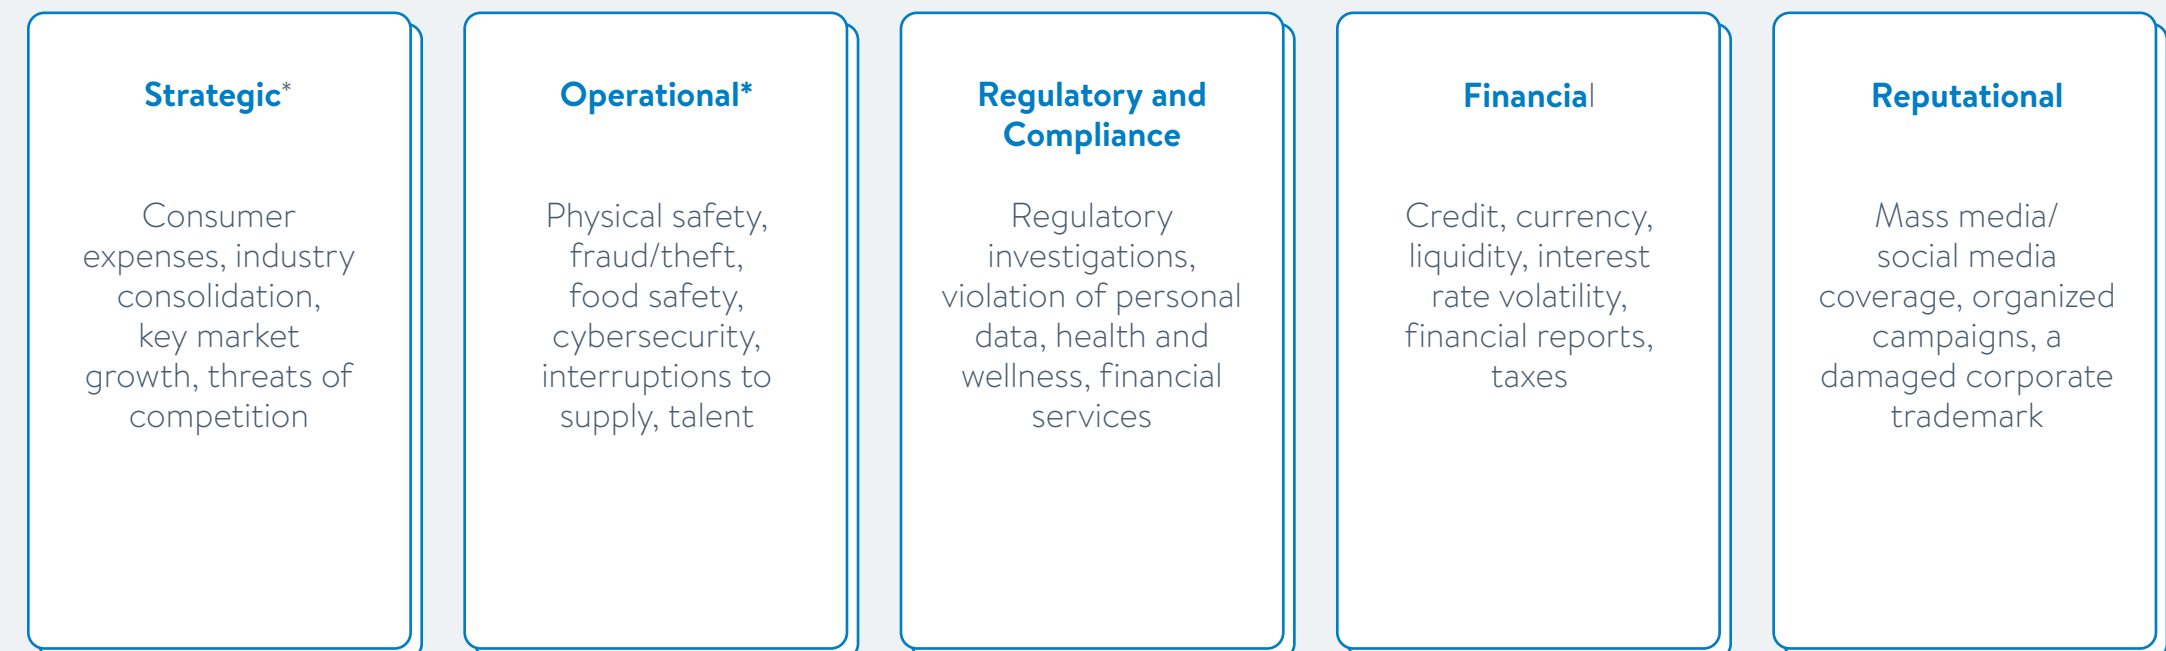 Strategic*
Consumer
expenses, industry
consolidation,
key market
growth, threats of
competition
Operational*
Physical safety,
fraud/theft,
food safety,
cybersecurity,
interruptions to
supply, talent
Regulatory and
Compliance
Regulatory
investigations,
violation of personal
data, health and
wellness, financial
services
Financial
Credit, currency,
liquidity, interest
rate volatility,
financial reports,
taxes
Reputational
Mass media/
social media
coverage, organized
campaigns, a
damaged corporate
trademark